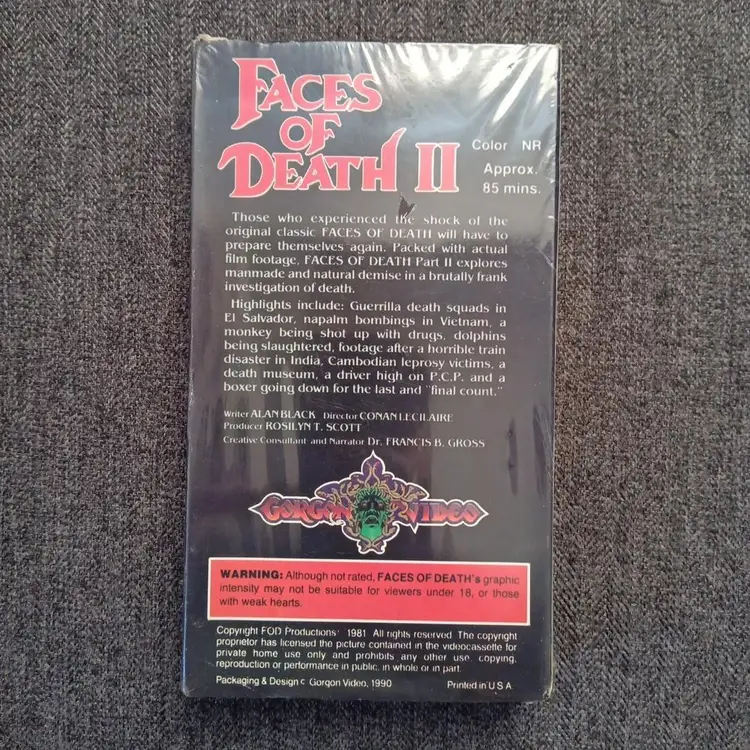 FACES
OF
DEATH II
Color NR
Approx.
85 mins.
Those who experienced the shock of the
original classic FACES OF DEATH will have to
prepare themselves again. Packed with actual
film footage, FACES OF DEATH Part II explores
manmade and natural demise in a brutally frank
investigation of death.
Highlights include: Guerrilla death squads in
El Salvador, napalm bombings in Vietnam, a
monkey being shot up with drugs, dolphins
being slaughtered, footage after a horrible train
disaster in India, Cambodian leprosy victims, a
death museum, a driver high on P.C.P. and a
boxer going down for the last and "final count."
Writer ALAN BLACK Director CONAN LECILAIRE
Producer ROSILYN T. SCOTT
Creative Consultant and Narrator Dr. FRANCIS B. GROSS
GORGON VIDEO
WARNING: Although not rated, FACES OF DEATH's graphic
intensity may not be suitable for viewers under 18, or those
with weak hearts.
Copyright FOD Productions 1981 All rights reserved. The copyright
proprietor has licensed the picture contained in the videocassette for
private home use only and prohibits any other use, copying,
reproduction or performance in public, in whole or in part.
Packaging & Design c Gorgon Video, 1990 Printed in U.S.A.